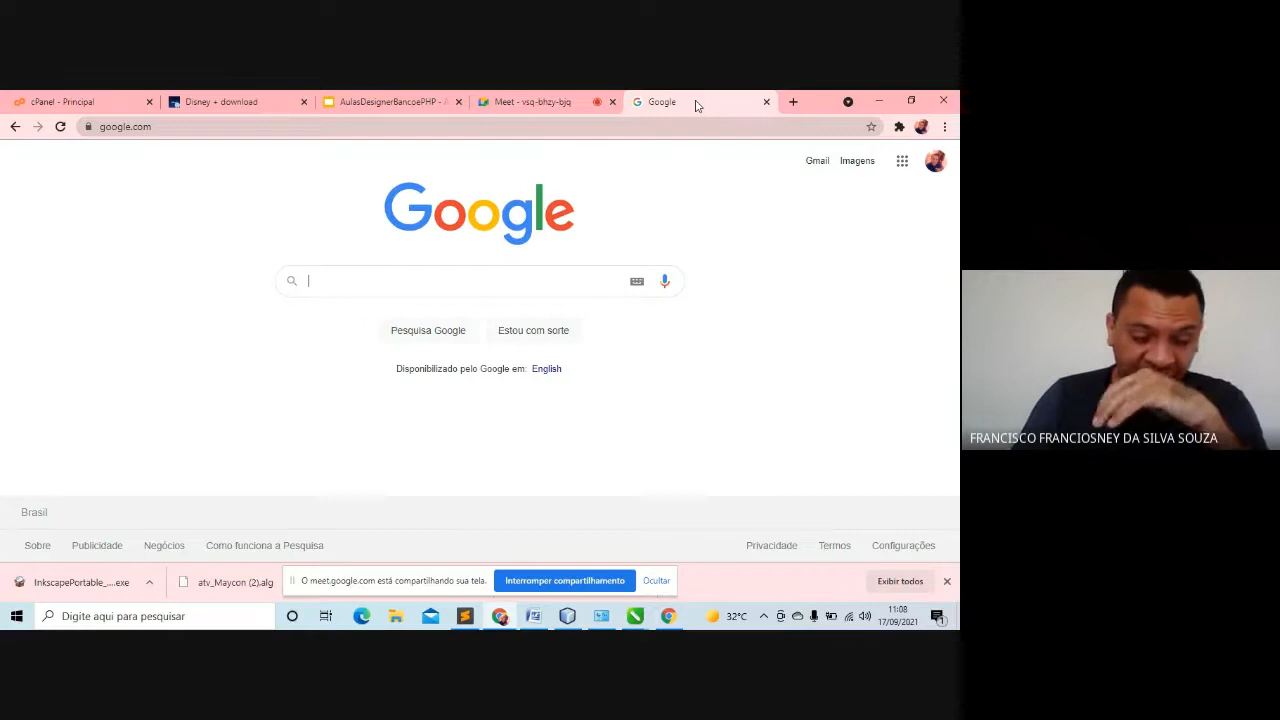 cPanel - Principal
Disney + download
AulasDesignerBancoePHP - A
Meet - vsq-bhzy-bjq
Google
google.com
Gmail
Imagens
Google
Pesquisa Google
Estou com sorte
Disponibilizado pelo Google em: English
FRANCISCO FRANCIOSNEY DA SILVA SOUZA
Brasil
Sobre
Publicidade
Negócios
Como funciona a Pesquisa
Privacidade
Termos
Configurações
InkscapePortable_....exe
atv_Maycon (2).alg
O meet.google.com está compartilhando sua tela.
Interromper compartilhamento
Ocultar
Exibir todos
Digite aqui para pesquisar
32°C
11:08
17/09/2021